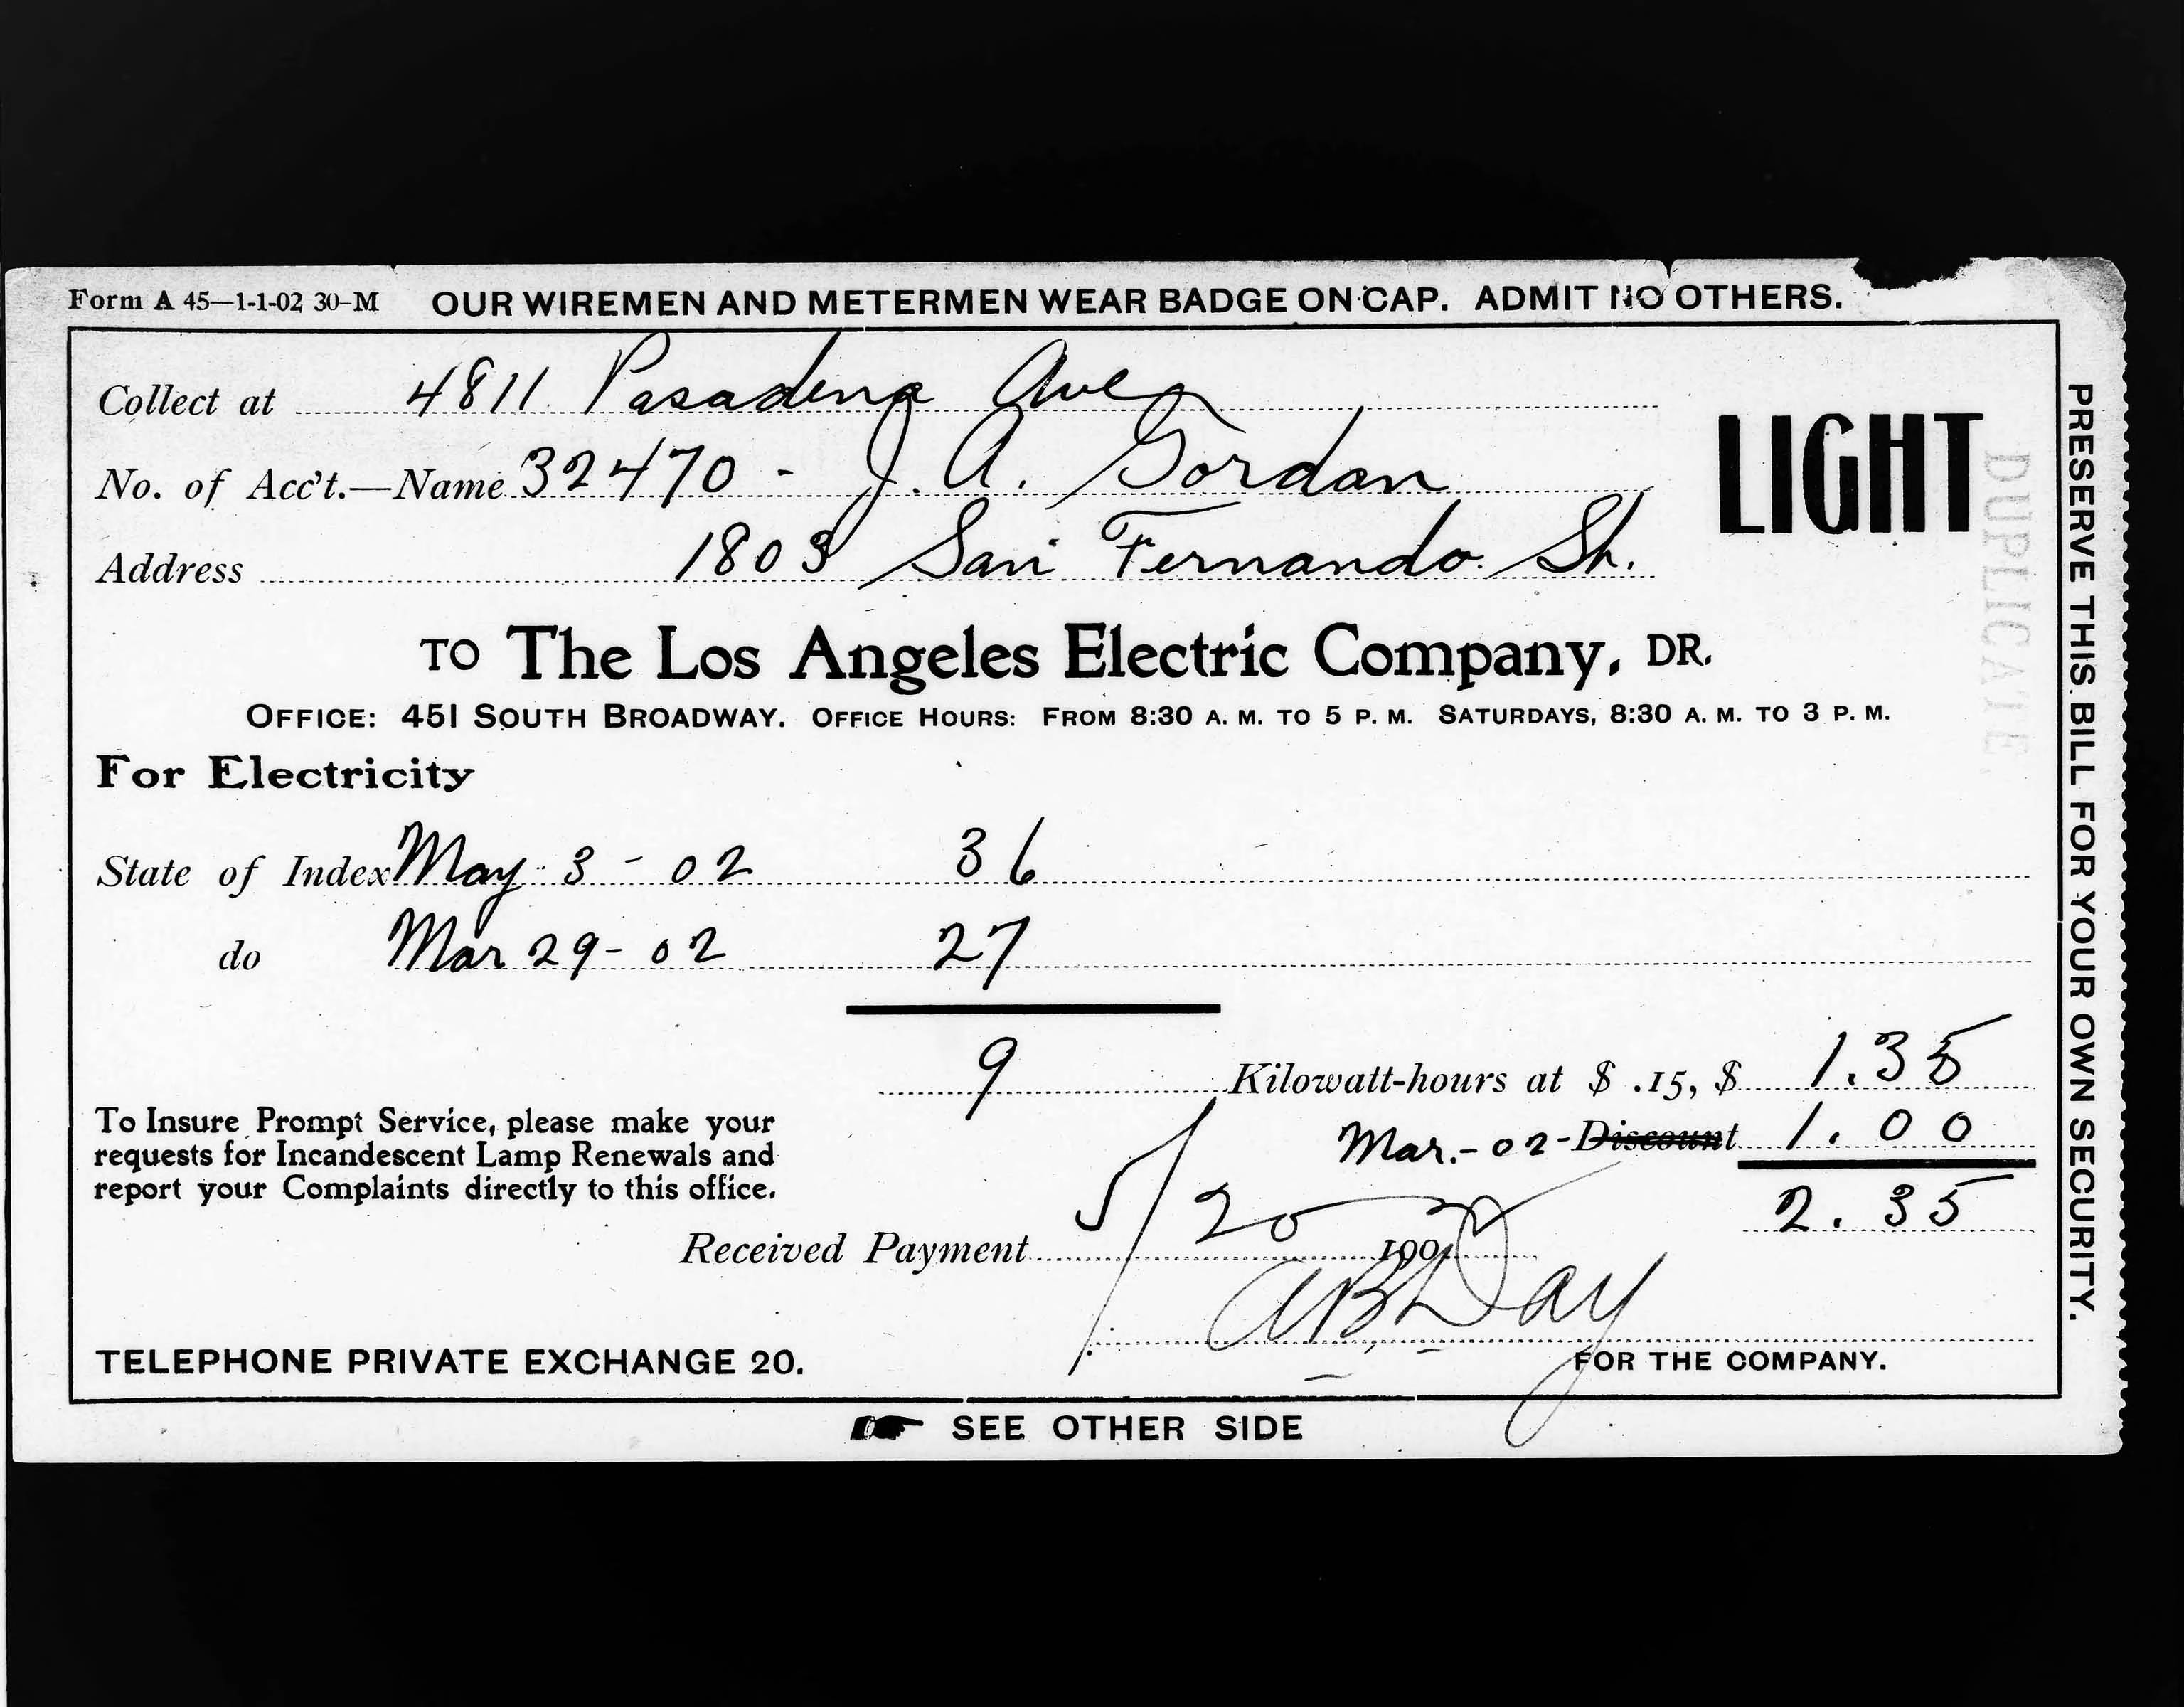 Form A 45—1-1-02 30-M OUR WIREMEN AND METERMEN WEAR BADGE ON CAP. ADMIT NO OTHERS.
Collect at 4811 Pasadena Ave
No. of Acc't.—Name 32470 - J. A. Gordan
Address 1803 San Fernando St.
LIGHT
DUPLICATE
TO The Los Angeles Electric Company, DR.
OFFICE: 451 SOUTH BROADWAY. OFFICE HOURS: FROM 8:30 A. M. TO 5 P. M. SATURDAYS, 8:30 A. M. TO 3 P. M.
For Electricity
State of Index May 3 - 02 36
do Mar 29 - 02 27
9 Kilowatt-hours at $ .15, $ 1.35
Mar. - 02 - Discount 1.00
2.35
To Insure Prompt Service, please make your
requests for Incandescent Lamp Renewals and
report your Complaints directly to this office.
Received Payment 5/20 190
A B Day
TELEPHONE PRIVATE EXCHANGE 20. FOR THE COMPANY.
SEE OTHER SIDE
PRESERVE THIS BILL FOR YOUR OWN SECURITY.